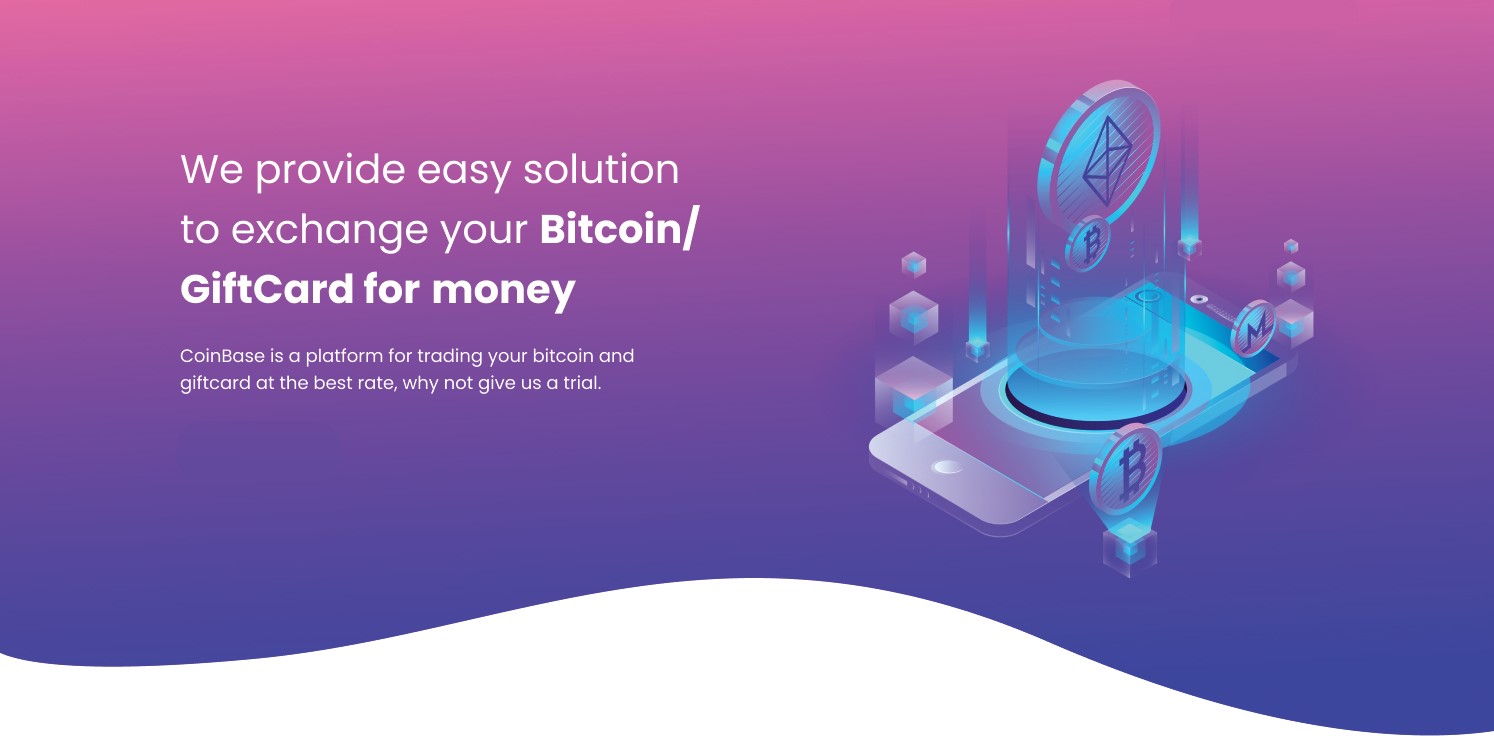 We provide easy solution
to exchange your Bitcoin/
GiftCard for money
CoinBase is a platform for trading your bitcoin and
giftcard at the best rate, why not give us a trial.